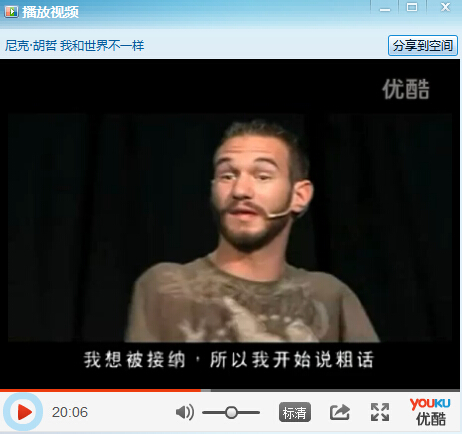 播放视频
尼克·胡哲 我和世界不一样
分享到空间
优酷
我想被接纳，所以我开始说粗话
20:06
标清
YOUKU
优酷